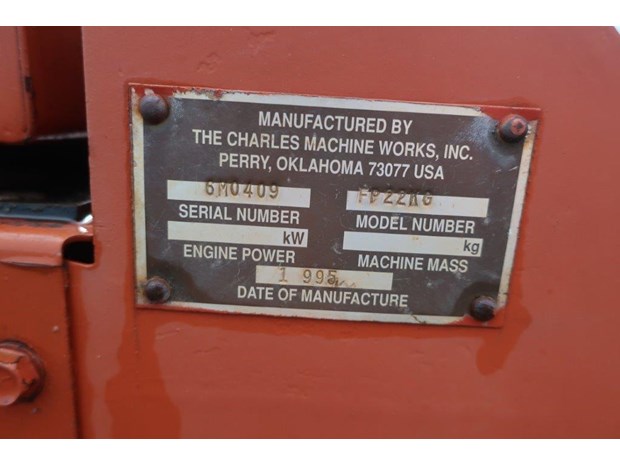 MANUFACTURED BY
THE CHARLES MACHINE WORKS, INC.
PERRY, OKLAHOMA 73077 USA
6M0409 FPZ2KG
SERIAL NUMBER MODEL NUMBER
kW kg
ENGINE POWER MACHINE MASS
1 995
DATE OF MANUFACTURE